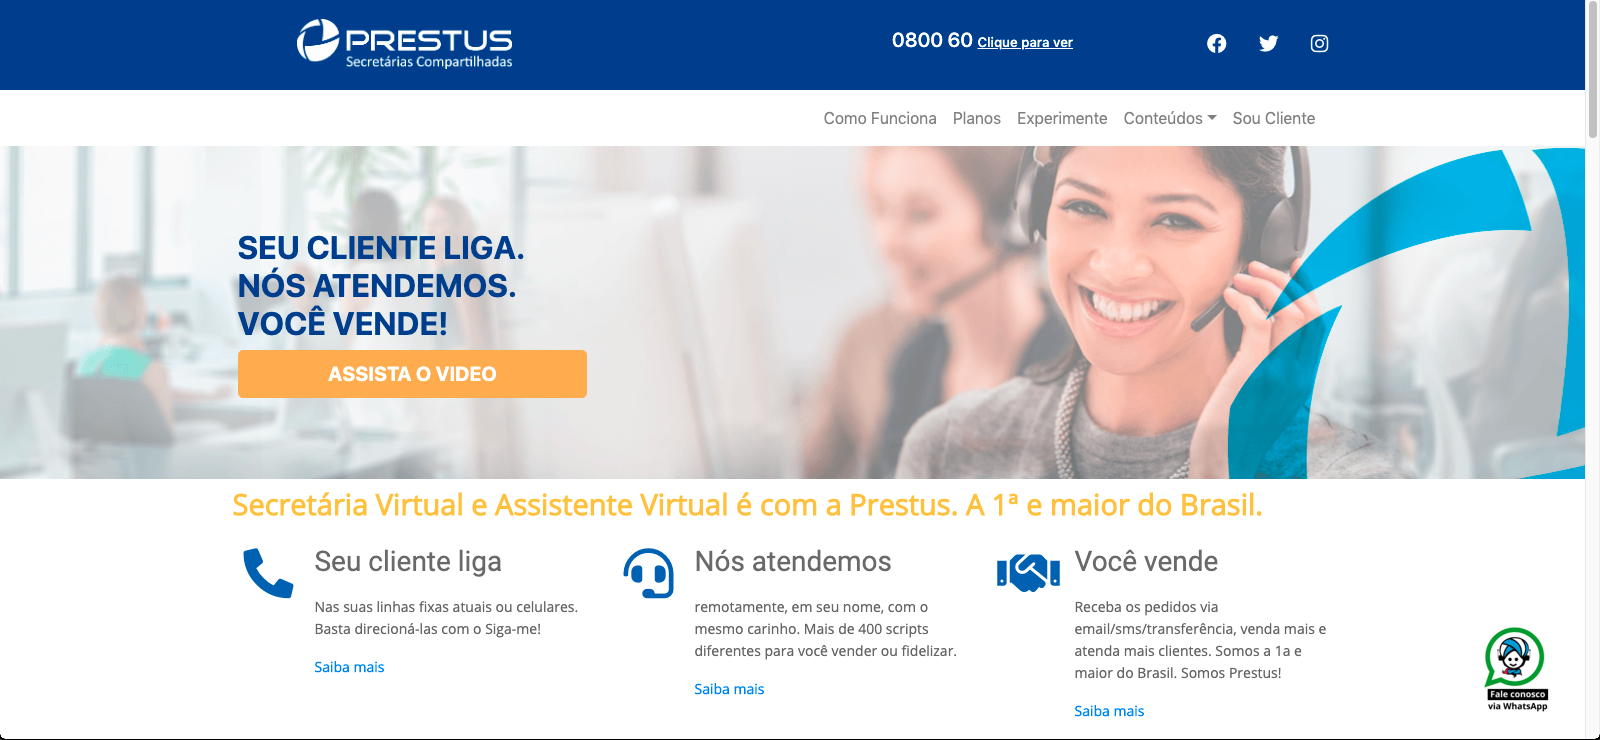 PRESTUS
Secretárias Compartilhadas
0800 60 Clique para ver
Como Funciona Planos Experimente Conteúdos Sou Cliente
SEU CLIENTE LIGA.
NÓS ATENDEMOS.
VOCÊ VENDE!
ASSISTA O VIDEO
Secretária Virtual e Assistente Virtual é com a Prestus. A 1ª e maior do Brasil.
Seu cliente liga
Nas suas linhas fixas atuais ou celulares.
Basta direcioná-las com o Siga-me!
Saiba mais
Nós atendemos
remotamente, em seu nome, com o
mesmo carinho. Mais de 400 scripts
diferentes para você vender ou fidelizar.
Saiba mais
Você vende
Receba os pedidos via
email/sms/transferência, venda mais e
atenda mais clientes. Somos a 1a e
maior do Brasil. Somos Prestus!
Saiba mais
Fale conosco
via WhatsApp